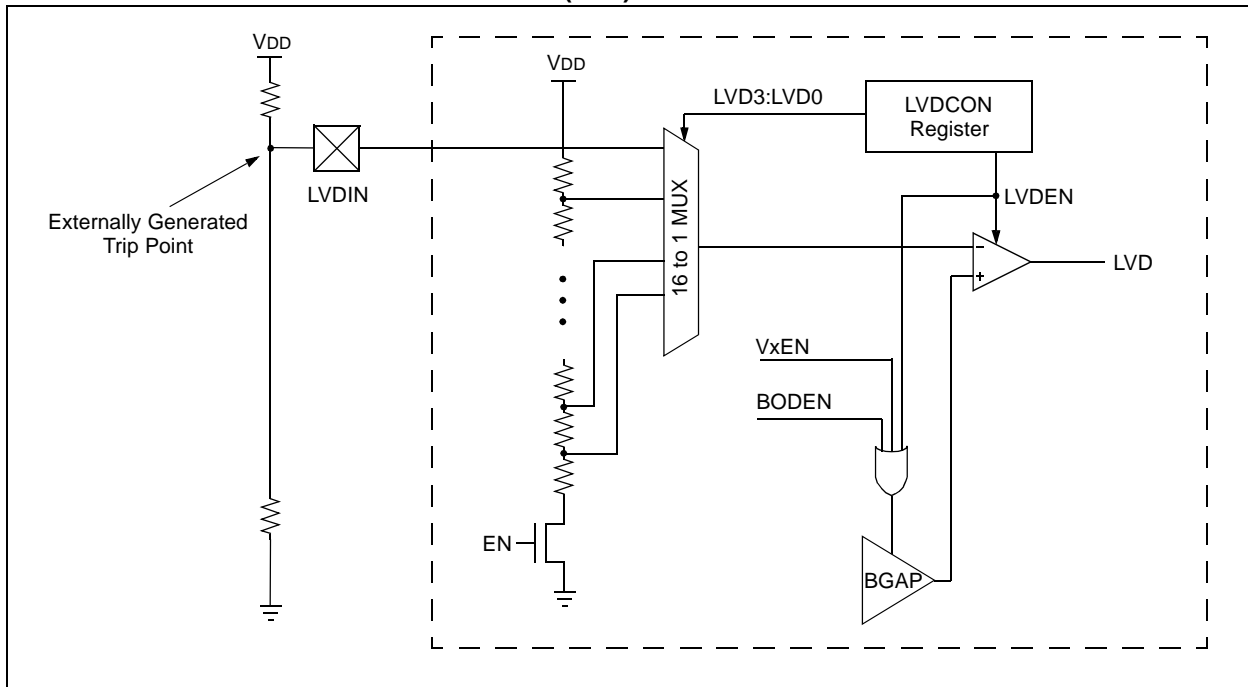 VDD
VDD
LVD3:LVD0
LVDCON
Register
LVDIN
Externally Generated
Trip Point
16 to 1 MUX
LVDEN
–
+
LVD
VxEN
BODEN
EN
BGAP